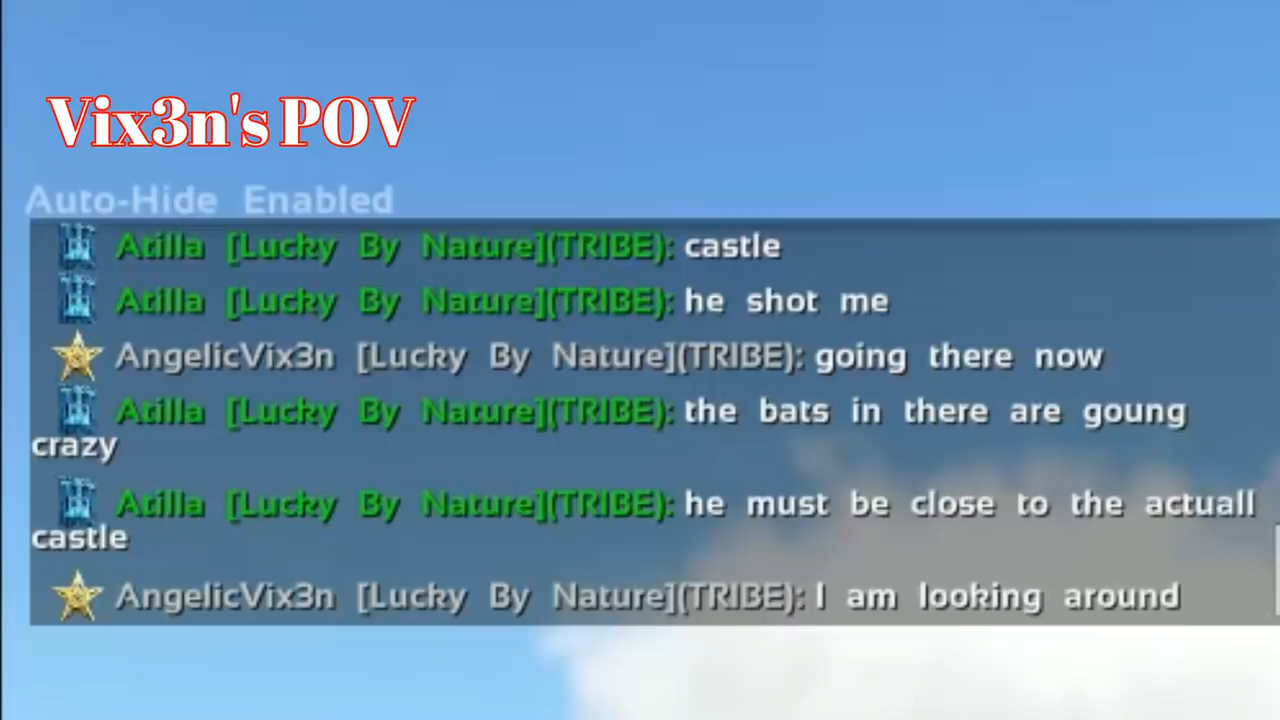 Vix3n's POV
Auto-Hide Enabled
Atilla [Lucky By Nature](TRIBE): castle
Atilla [Lucky By Nature](TRIBE): he shot me
AngelicVix3n [Lucky By Nature](TRIBE): going there now
Atilla [Lucky By Nature](TRIBE): the bats in there are goung
crazy
Atilla [Lucky By Nature](TRIBE): he must be close to the actuall
castle
AngelicVix3n [Lucky By Nature](TRIBE): I am looking around